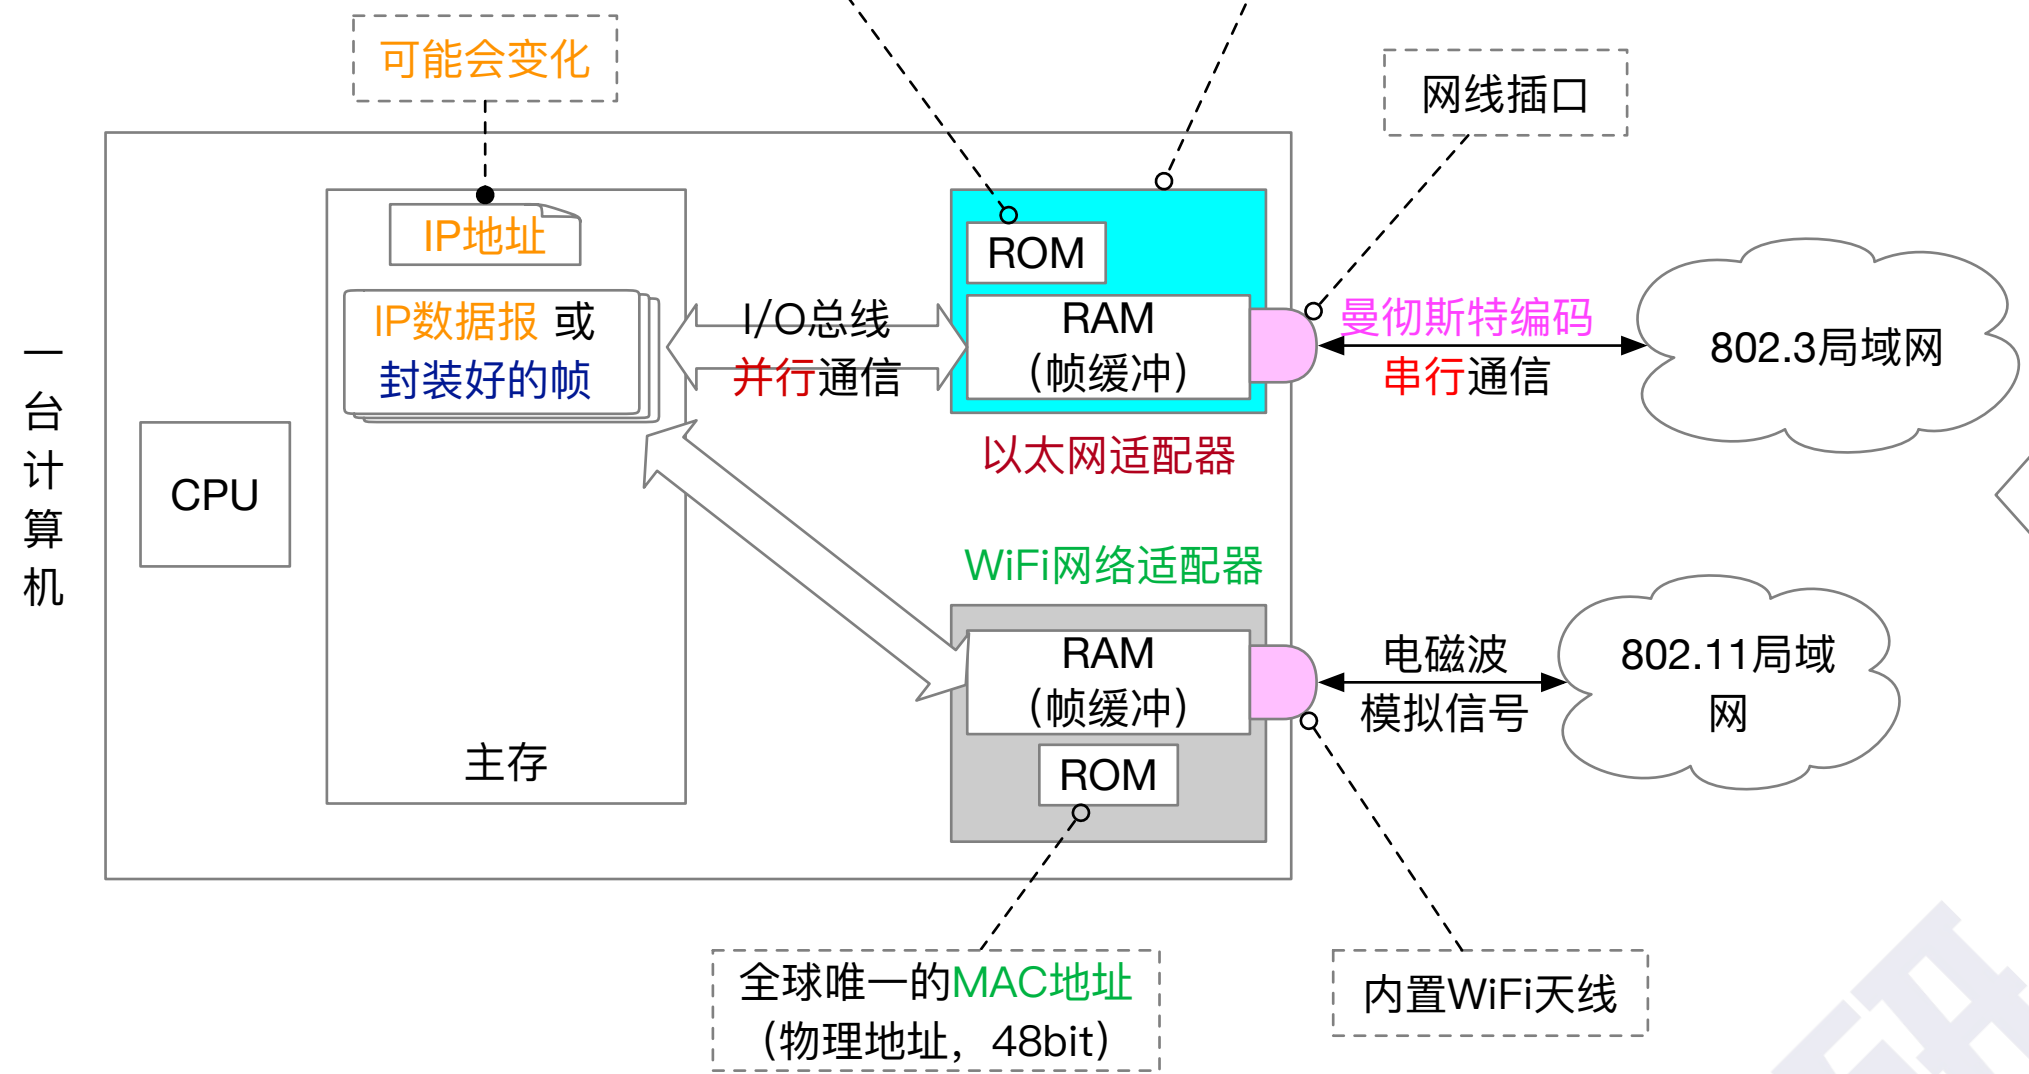 可能会变化
网线插口
IP地址
ROM
IP数据报 或
封装好的帧
I/O总线
并行通信
RAM
（帧缓冲）
曼彻斯特编码
串行通信
802.3局域网
以太网适配器
一台计算机
CPU
WiFi网络适配器
RAM
（帧缓冲）
电磁波
模拟信号
802.11局域
网
主存
ROM
全球唯一的MAC地址
（物理地址，48bit）
内置WiFi天线